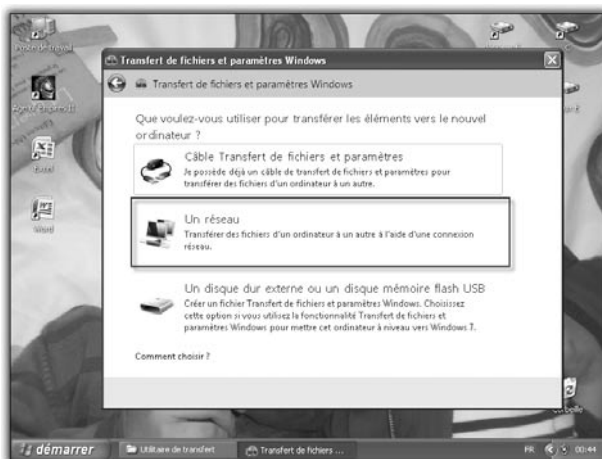 Poste de travail
Age of Empires II
Excel
Word
Transfert de fichiers et paramètres Windows
Transfert de fichiers et paramètres Windows
Que voulez-vous utiliser pour transférer les éléments vers le nouvel
ordinateur ?
Câble Transfert de fichiers et paramètres
Je possède déjà un câble de transfert de fichiers et paramètres pour
transférer des fichiers d'un ordinateur à un autre.
Un réseau
Transférer des fichiers d'un ordinateur à un autre à l'aide d'une connexion
réseau.
Un disque dur externe ou un disque mémoire flash USB
Créer un fichier Transfert de fichiers et paramètres Windows. Choisissez
cette option si vous utilisez la fonctionnalité Transfert de fichiers et
paramètres Windows pour mettre cet ordinateur à niveau vers Windows 7.
Comment choisir ?
Corbeille
démarrer
Utilitaire de transfert
Transfert de fichiers ...
FR
00:44